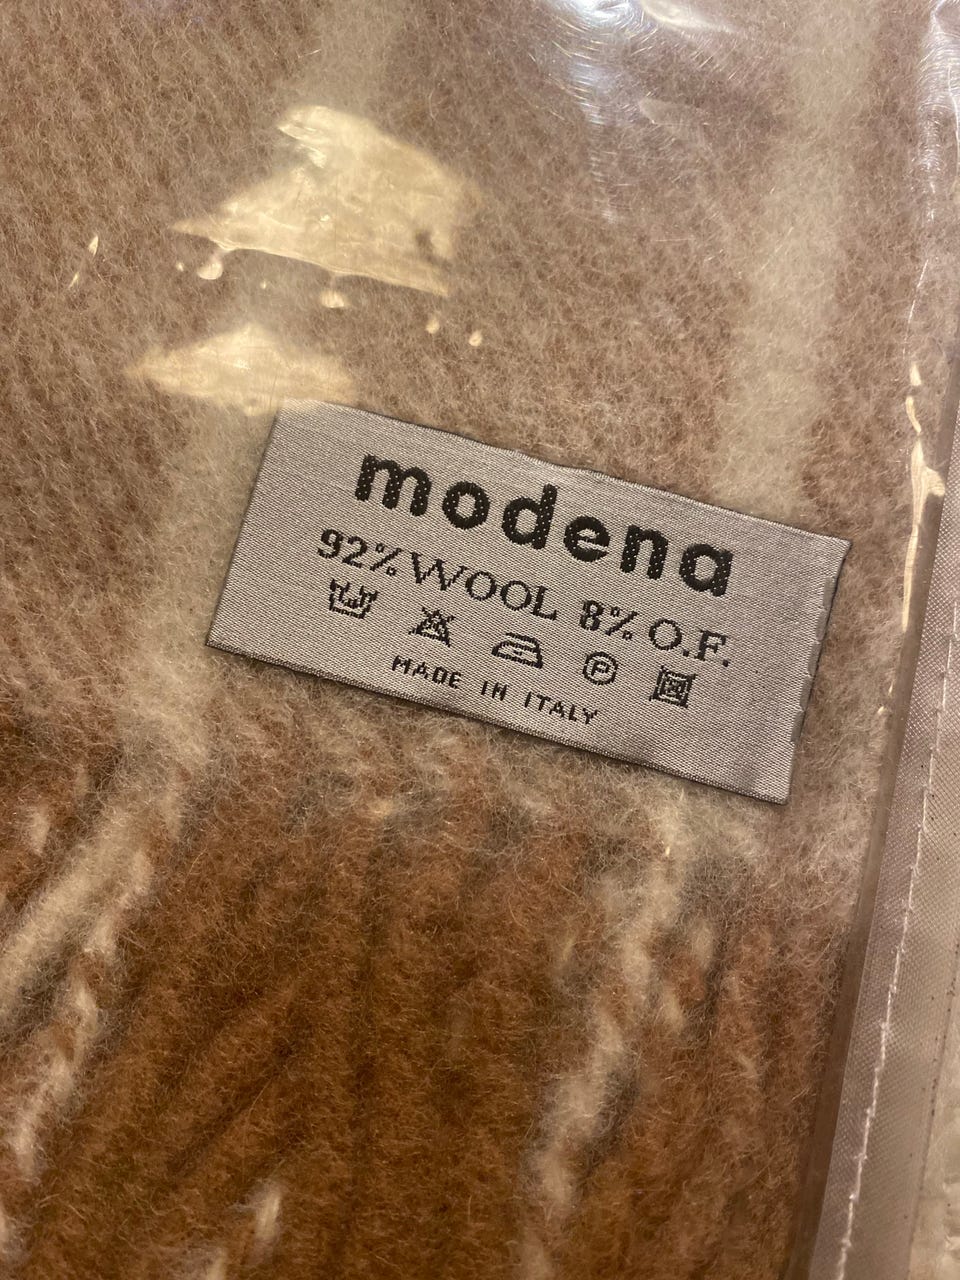 modena
92% WOOL 8% O.F.
P
MADE IN ITALY